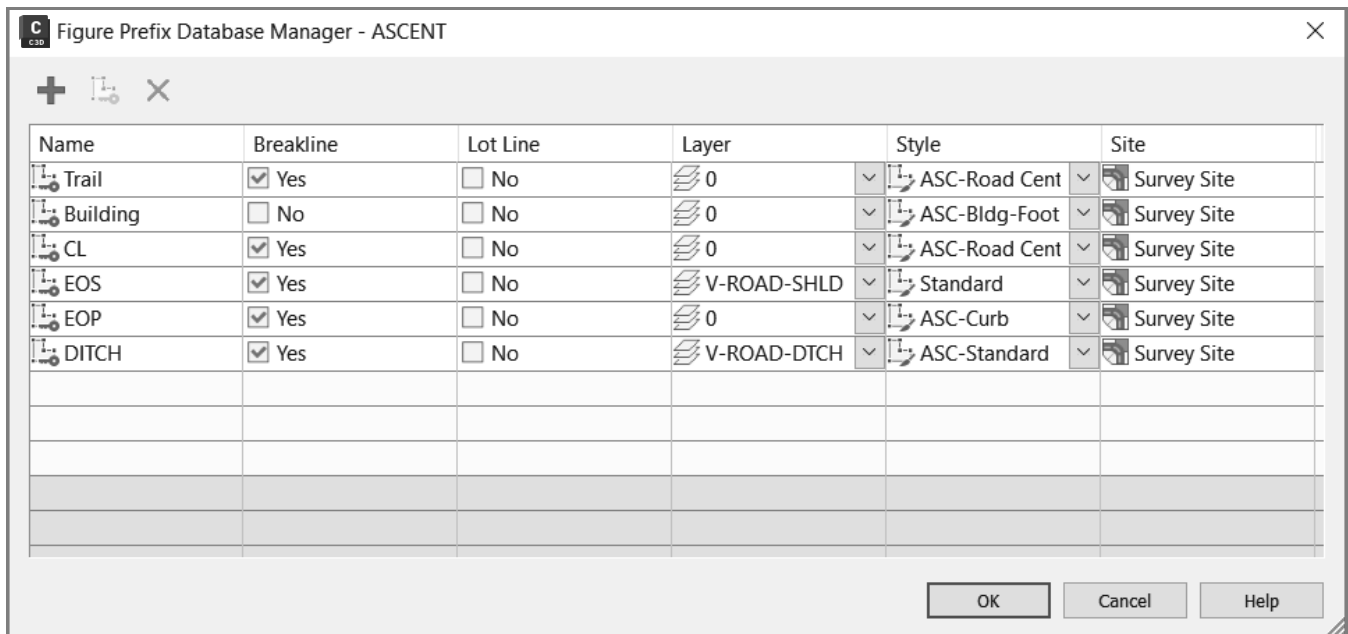 C C3D Figure Prefix Database Manager - ASCENT
Name Breakline Lot Line Layer Style Site
Trail Yes No 0 ASC-Road Cent Survey Site
Building No No 0 ASC-Bldg-Foot Survey Site
CL Yes No 0 ASC-Road Cent Survey Site
EOS Yes No V-ROAD-SHLD Standard Survey Site
EOP Yes No 0 ASC-Curb Survey Site
DITCH Yes No V-ROAD-DTCH ASC-Standard Survey Site
OK Cancel Help